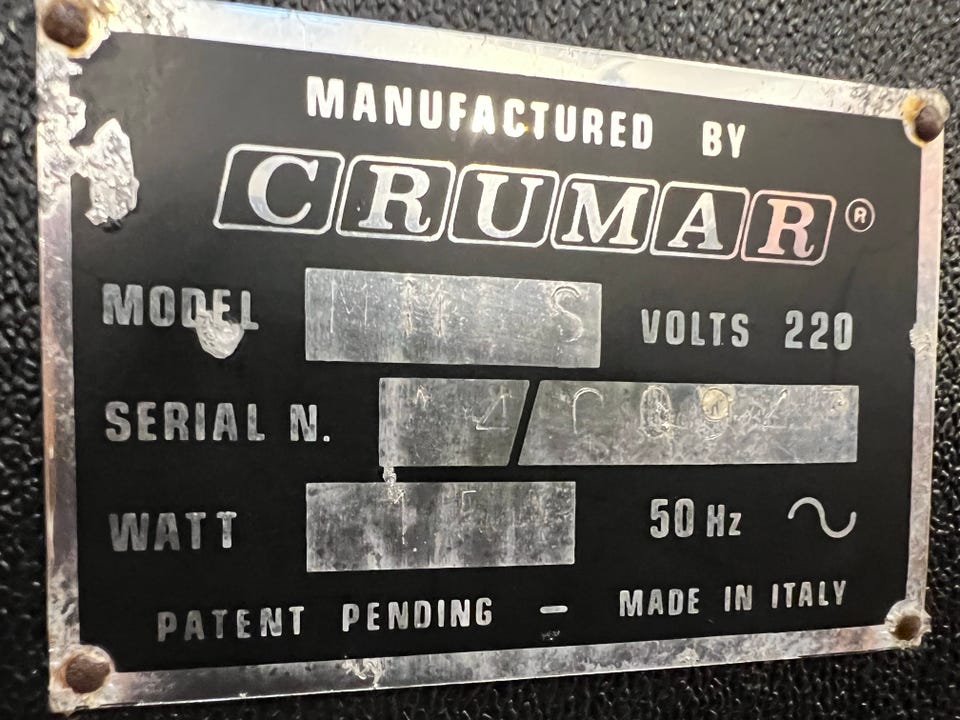 MANUFACTURED BY
CRUMAR ®
MODEL VOLTS 220
SERIAL N.
WATT 50 Hz
PATENT PENDING – MADE IN ITALY